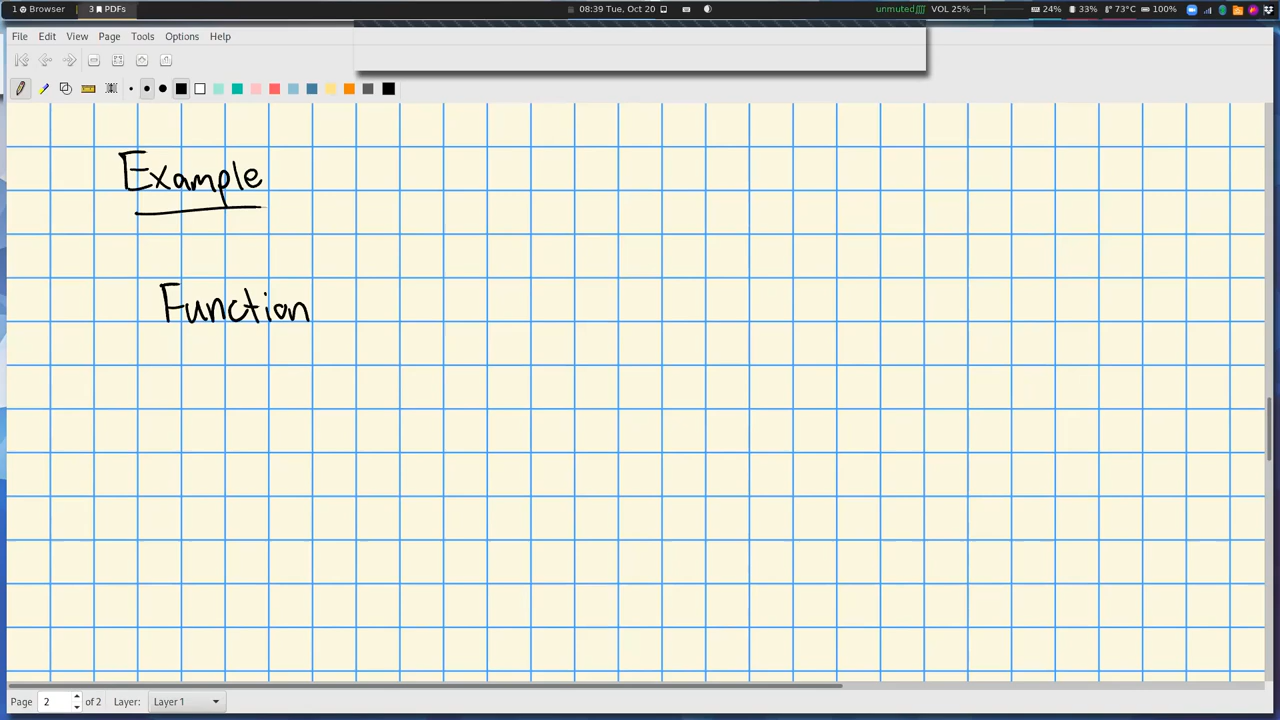 1 Browser 3 PDFs 08:39 Tue, Oct 20 unmuted VOL 25% 24% 33% 73°C 100%
File Edit View Page Tools Options Help
Example
Function
Page 2 of 2 Layer: Layer 1